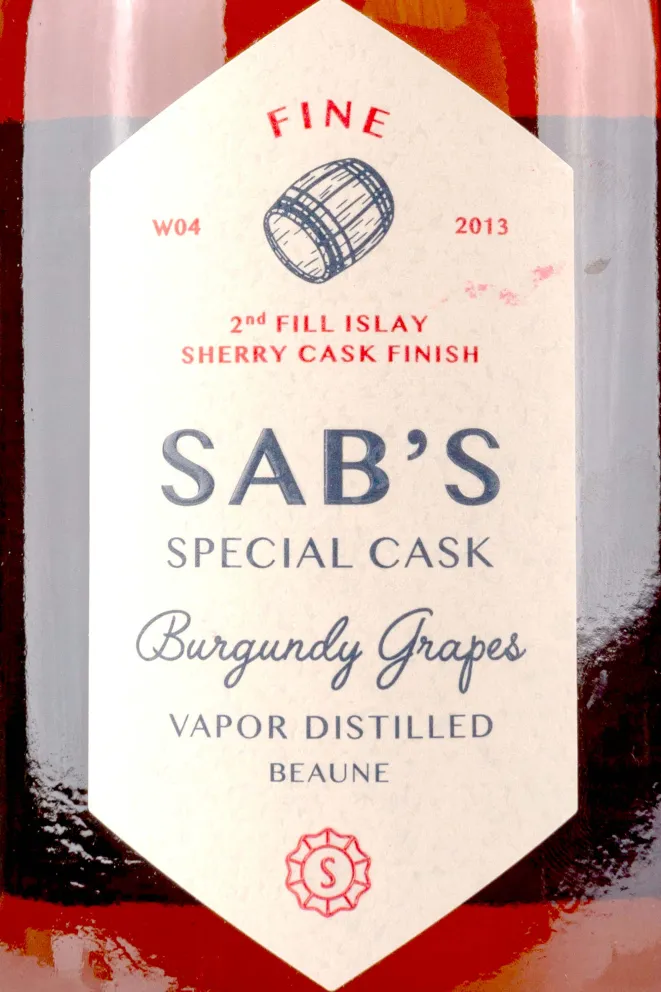 FINE
W04 2013
2nd FILL ISLAY
SHERRY CASK FINISH
SAB'S
SPECIAL CASK
Burgundy Grapes
VAPOR DISTILLED
BEAUNE
S